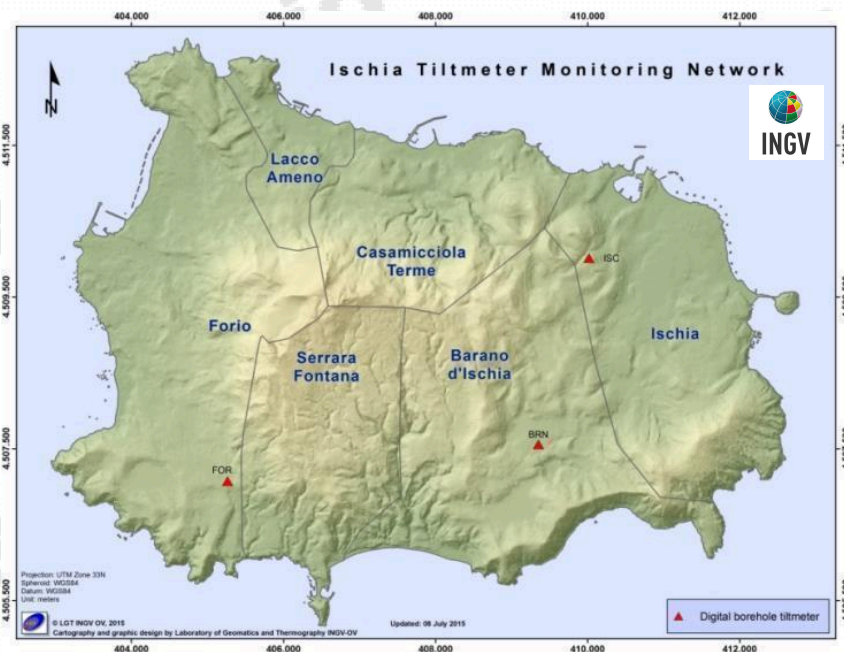 404.000 406.000 408.000 410.000 412.000
Ischia Tiltmeter Monitoring Network
N
INGV
4.511.500
Lacco
Ameno
Casamicciola
Terme
ISC
4.509.500
Forio
Ischia
Serrara
Fontana
Barano
d'Ischia
BRN
4.507.500
FOR
Projection: UTM Zone 33N
Spheroid: WGS84
Datum: WGS84
Unit: meters
4.505.500
© LGT INGV OV, 2015
Updated: 08 July 2015
Cartography and graphic design by Laboratory of Geomatics and Thermography INGV-OV
Digital borehole tiltmeter
404.000 406.000 408.000 410.000 412.000